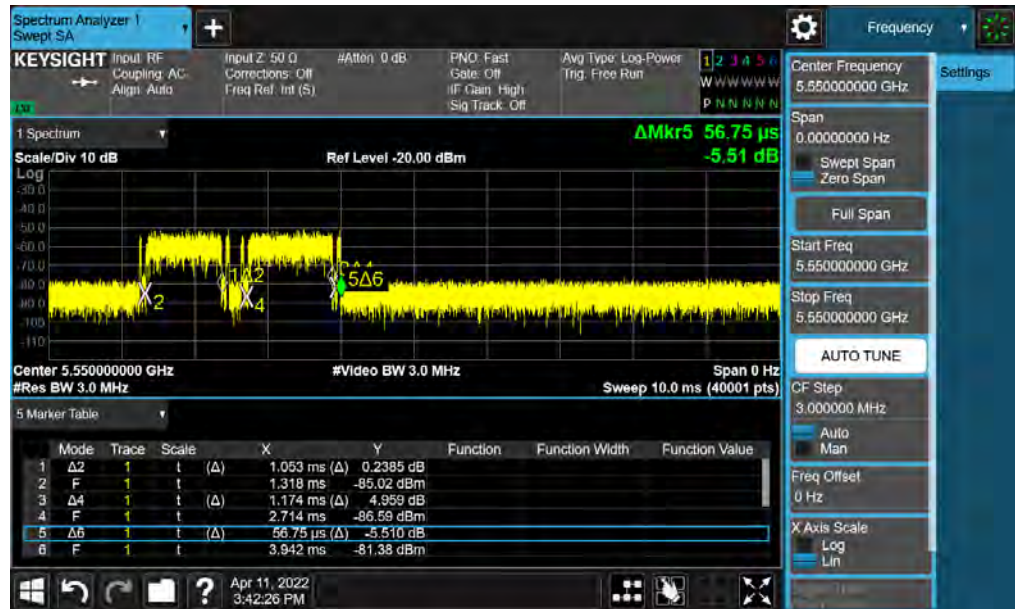 Spectrum Analyzer 1
Swept SA
+
Frequency
KEYSIGHT
Input: RF
Coupling: AC
Align: Auto
Input Z: 50 Ω
Corrections: Off
Freq Ref: Int (S)
#Atten: 0 dB
PNO: Fast
Gate: Off
IF Gain: High
Sig Track: Off
Avg Type: Log-Power
Trig: Free Run
1 2 3 4 5 6
W W W W W W
P N N N N N
1 Spectrum
ΔMkr5 56.75 µs
-5.51 dB
Scale/Div 10 dB
Ref Level -20.00 dBm
Log
-30.0
-40.0
-50.0
-60.0
-70.0
-80.0
-90.0
-100
-110
1Δ2
2
4
5Δ6
Center 5.550000000 GHz
#Video BW 3.0 MHz
Span 0 Hz
#Res BW 3.0 MHz
Sweep 10.0 ms (40001 pts)
5 Marker Table
Mode Trace Scale X Y Function Function Width Function Value
1 Δ2 1 t (Δ) 1.053 ms (Δ) 0.2385 dB
2 F 1 t 1.318 ms -85.02 dBm
3 Δ4 1 t (Δ) 1.174 ms (Δ) 4.959 dB
4 F 1 t 2.714 ms -86.59 dBm
5 Δ6 1 t (Δ) 56.75 µs (Δ) -5.510 dB
6 F 1 t 3.942 ms -81.38 dBm
?
Apr 11, 2022
3:42:26 PM
Center Frequency
5.550000000 GHz
Settings
Span
0.00000000 Hz
Swept Span
Zero Span
Full Span
Start Freq
5.550000000 GHz
Stop Freq
5.550000000 GHz
AUTO TUNE
CF Step
3.000000 MHz
Auto
Man
Freq Offset
0 Hz
X Axis Scale
Log
Lin